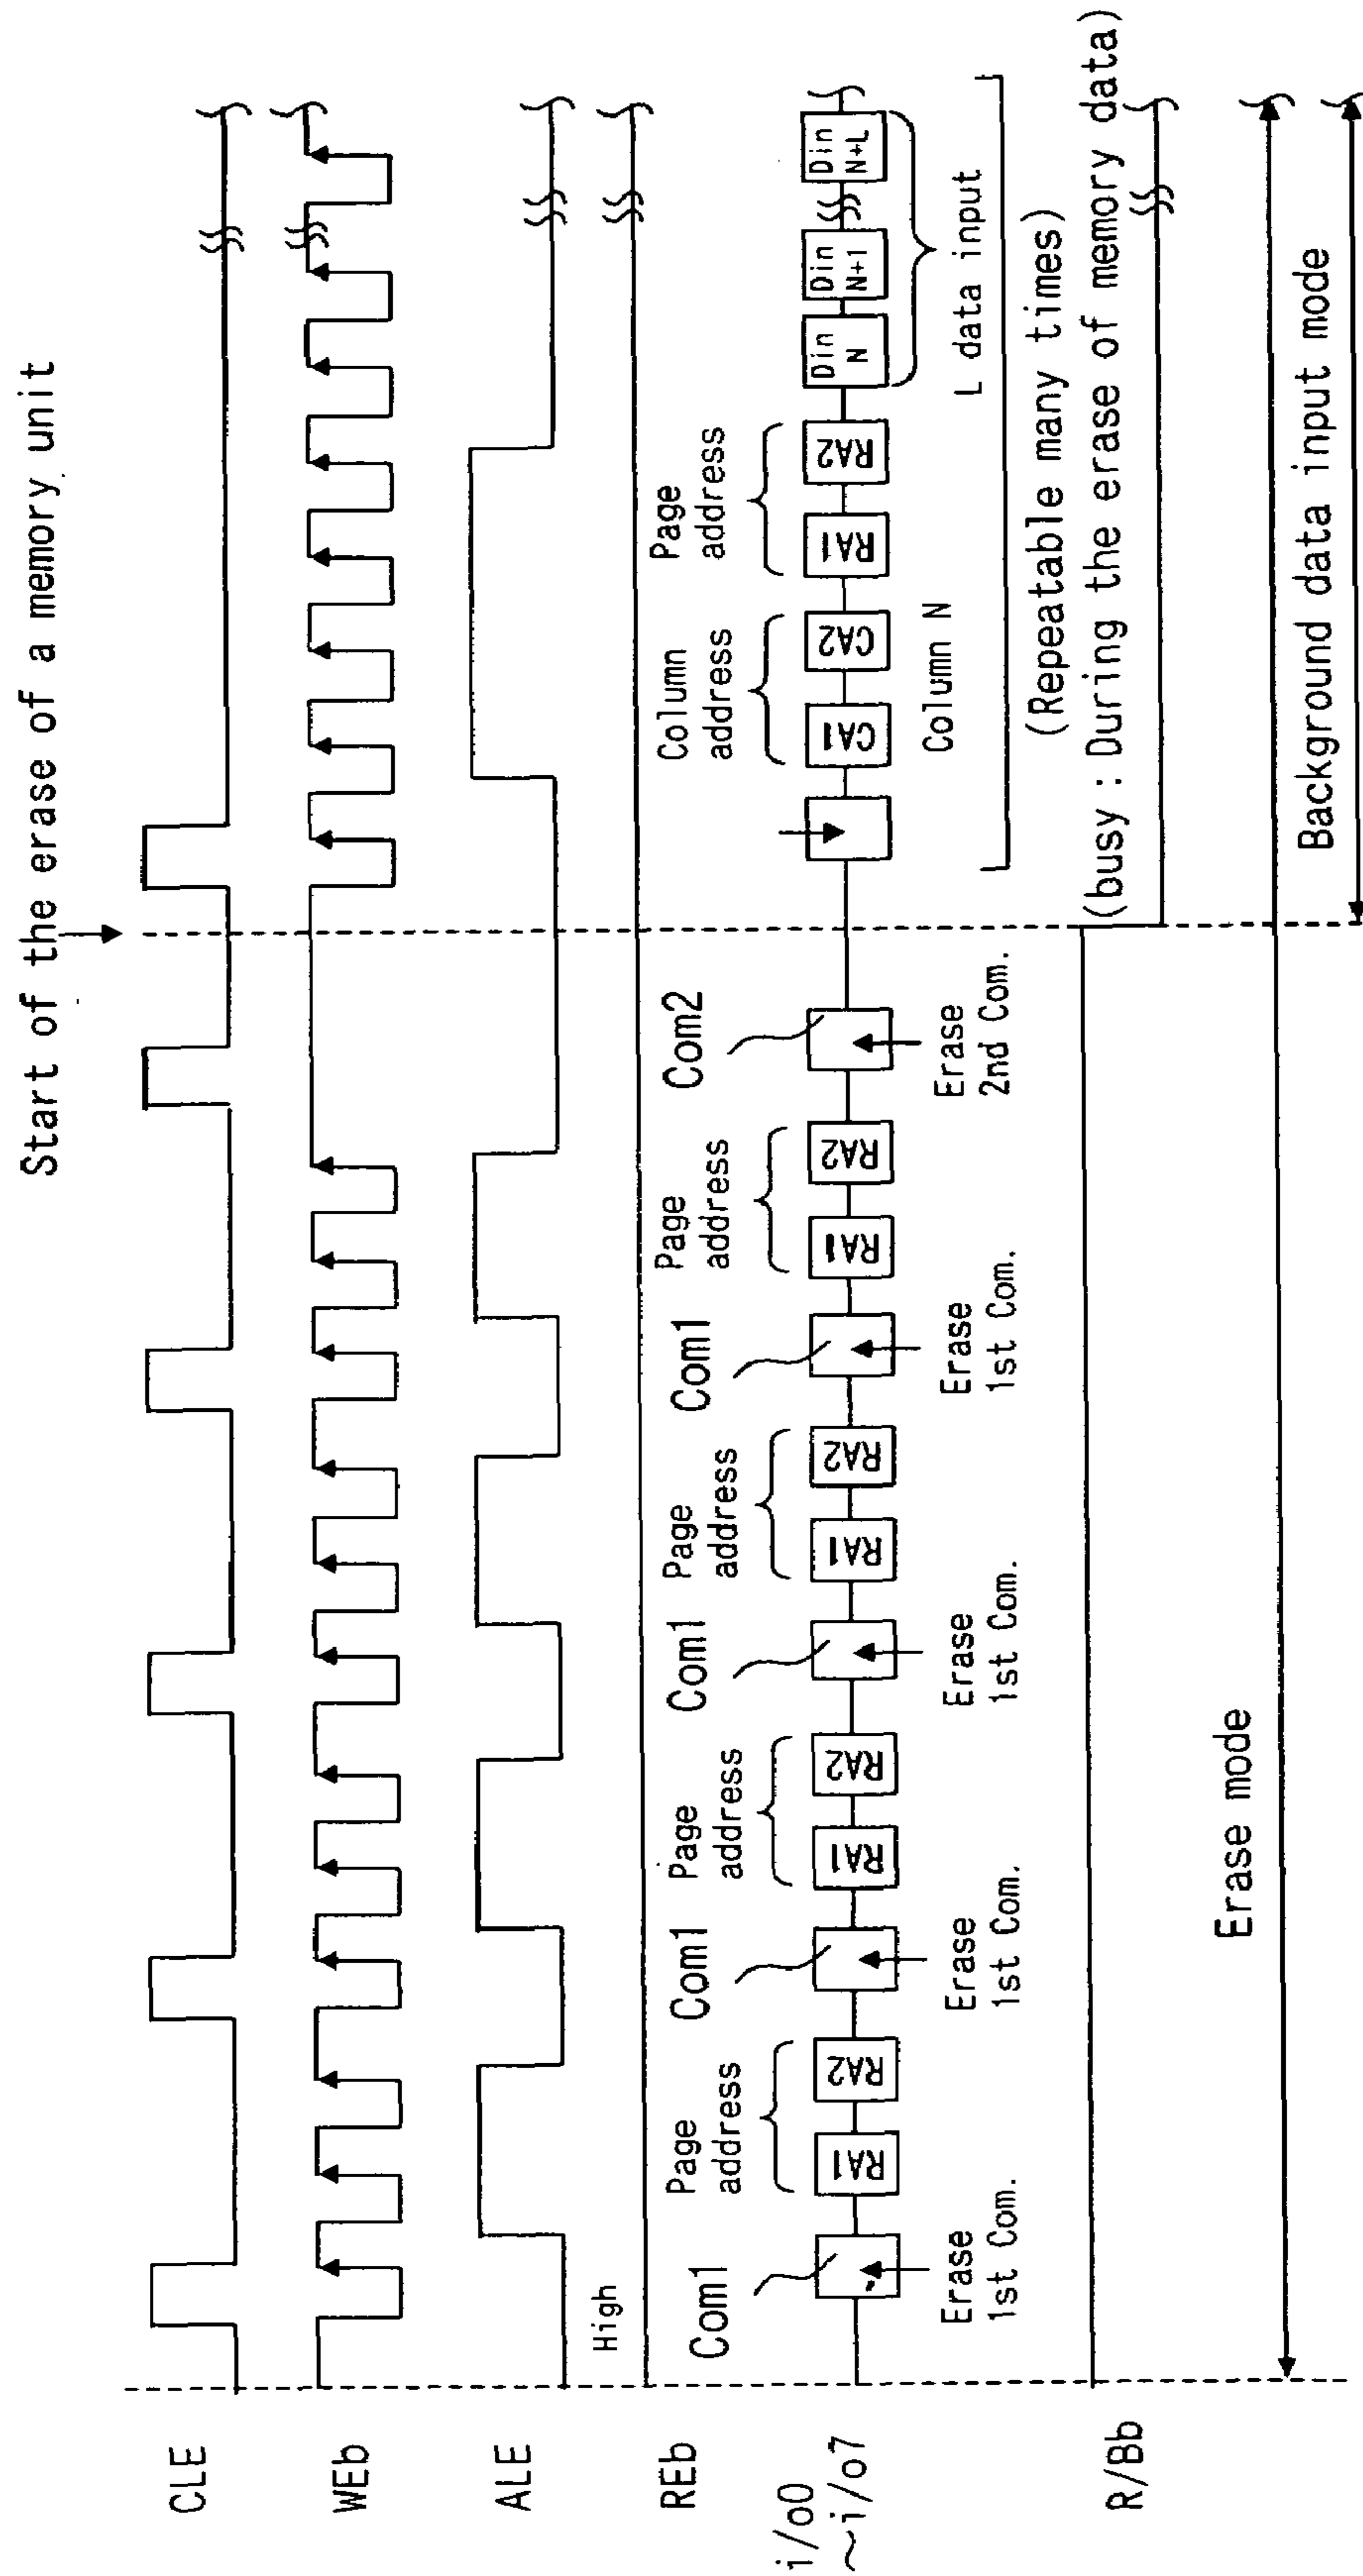 Start of the erase of a memory unit
CLE
WEb
ALE
High
REb
Com1
Page
address
Com1
Page
address
Com1
Page
address
Com1
Page
address
Com2
Column
address
Page
address
i/o0
~i/o7
RA1
RA2
RA1
RA2
RA1
RA2
RA1
RA2
CA1
CA2
RA1
RA2
Din
N
Din
N+1
Din
N+L
Erase
1st Com.
Erase
1st Com.
Erase
1st Com.
Erase
1st Com.
Erase
2nd Com.
Column N
L data input
(Repeatable many times)
(busy : During the erase of memory data)
R/Bb
Erase mode
Background data input mode